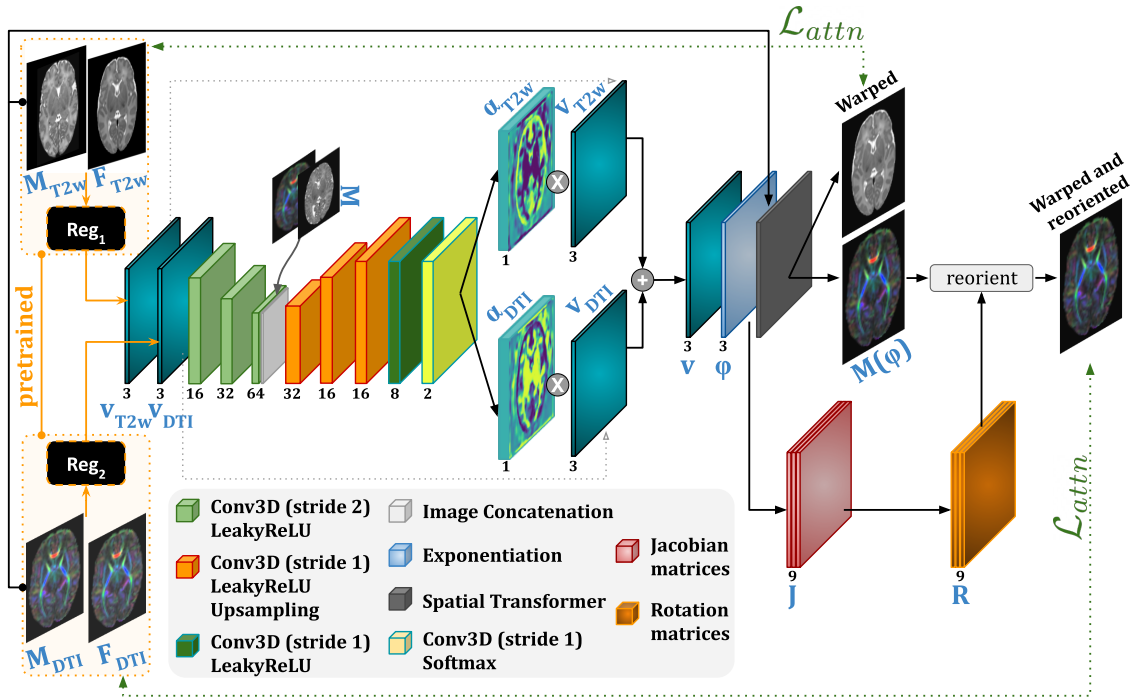 ℒattn
M_T2w F_T2w
Reg₁
pretrained
Reg₂
M_DTI F_DTI
3 3 16 32 64 32 16 16 8 2
v_T2w v_DTI
M
α_T2w v_T2w
X
1 3
α_DTI v_DTI
X
1 3
+
3 3
v φ
Warped
M(φ)
reorient
Warped and
reoriented
9
J
9
R
ℒattn
Conv3D (stride 2)
LeakyReLU
Conv3D (stride 1)
LeakyReLU
Upsampling
Conv3D (stride 1)
LeakyReLU
Image Concatenation
Exponentiation
Spatial Transformer
Conv3D (stride 1)
Softmax
Jacobian
matrices
Rotation
matrices